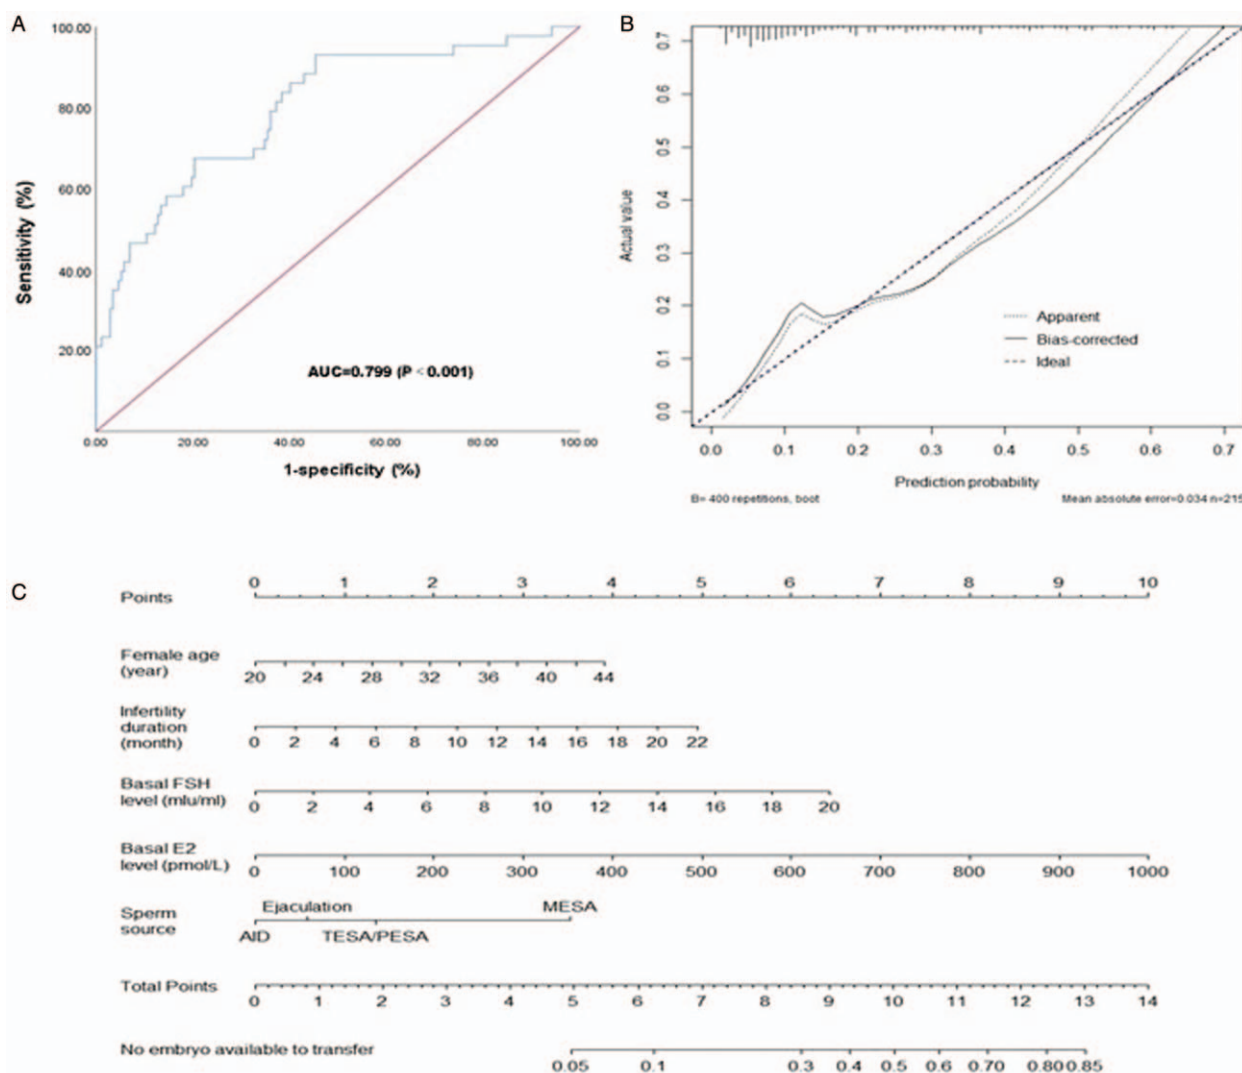 A
100.00
80.00
60.00
40.00
20.00
Sensitivity (%)
AUC=0.799 (P < 0.001)
0.00 20.00 40.00 60.00 80.00 100.00
1-specificity (%)
B
0.7
0.6
0.5
0.4
0.3
0.2
0.1
0.0
Actual value
Apparent
Bias-corrected
Ideal
0.0 0.1 0.2 0.3 0.4 0.5 0.6 0.7
Prediction probability
B= 400 repetitions, boot
Mean absolute error=0.034 n=215
C
0 1 2 3 4 5 6 7 8 9 10
Points
Female age
(year)
20 24 28 32 36 40 44
Infertility
duration
(month)
0 2 4 6 8 10 12 14 16 18 20 22
Basal FSH
level (mlu/ml)
0 2 4 6 8 10 12 14 16 18 20
Basal E2
level (pmol/L)
0 100 200 300 400 500 600 700 800 900 1000
Sperm
source
Ejaculation MESA
AID TESA/PESA
Total Points
0 1 2 3 4 5 6 7 8 9 10 11 12 13 14
No embryo available to transfer
0.05 0.1 0.3 0.4 0.5 0.6 0.70 0.80 0.85